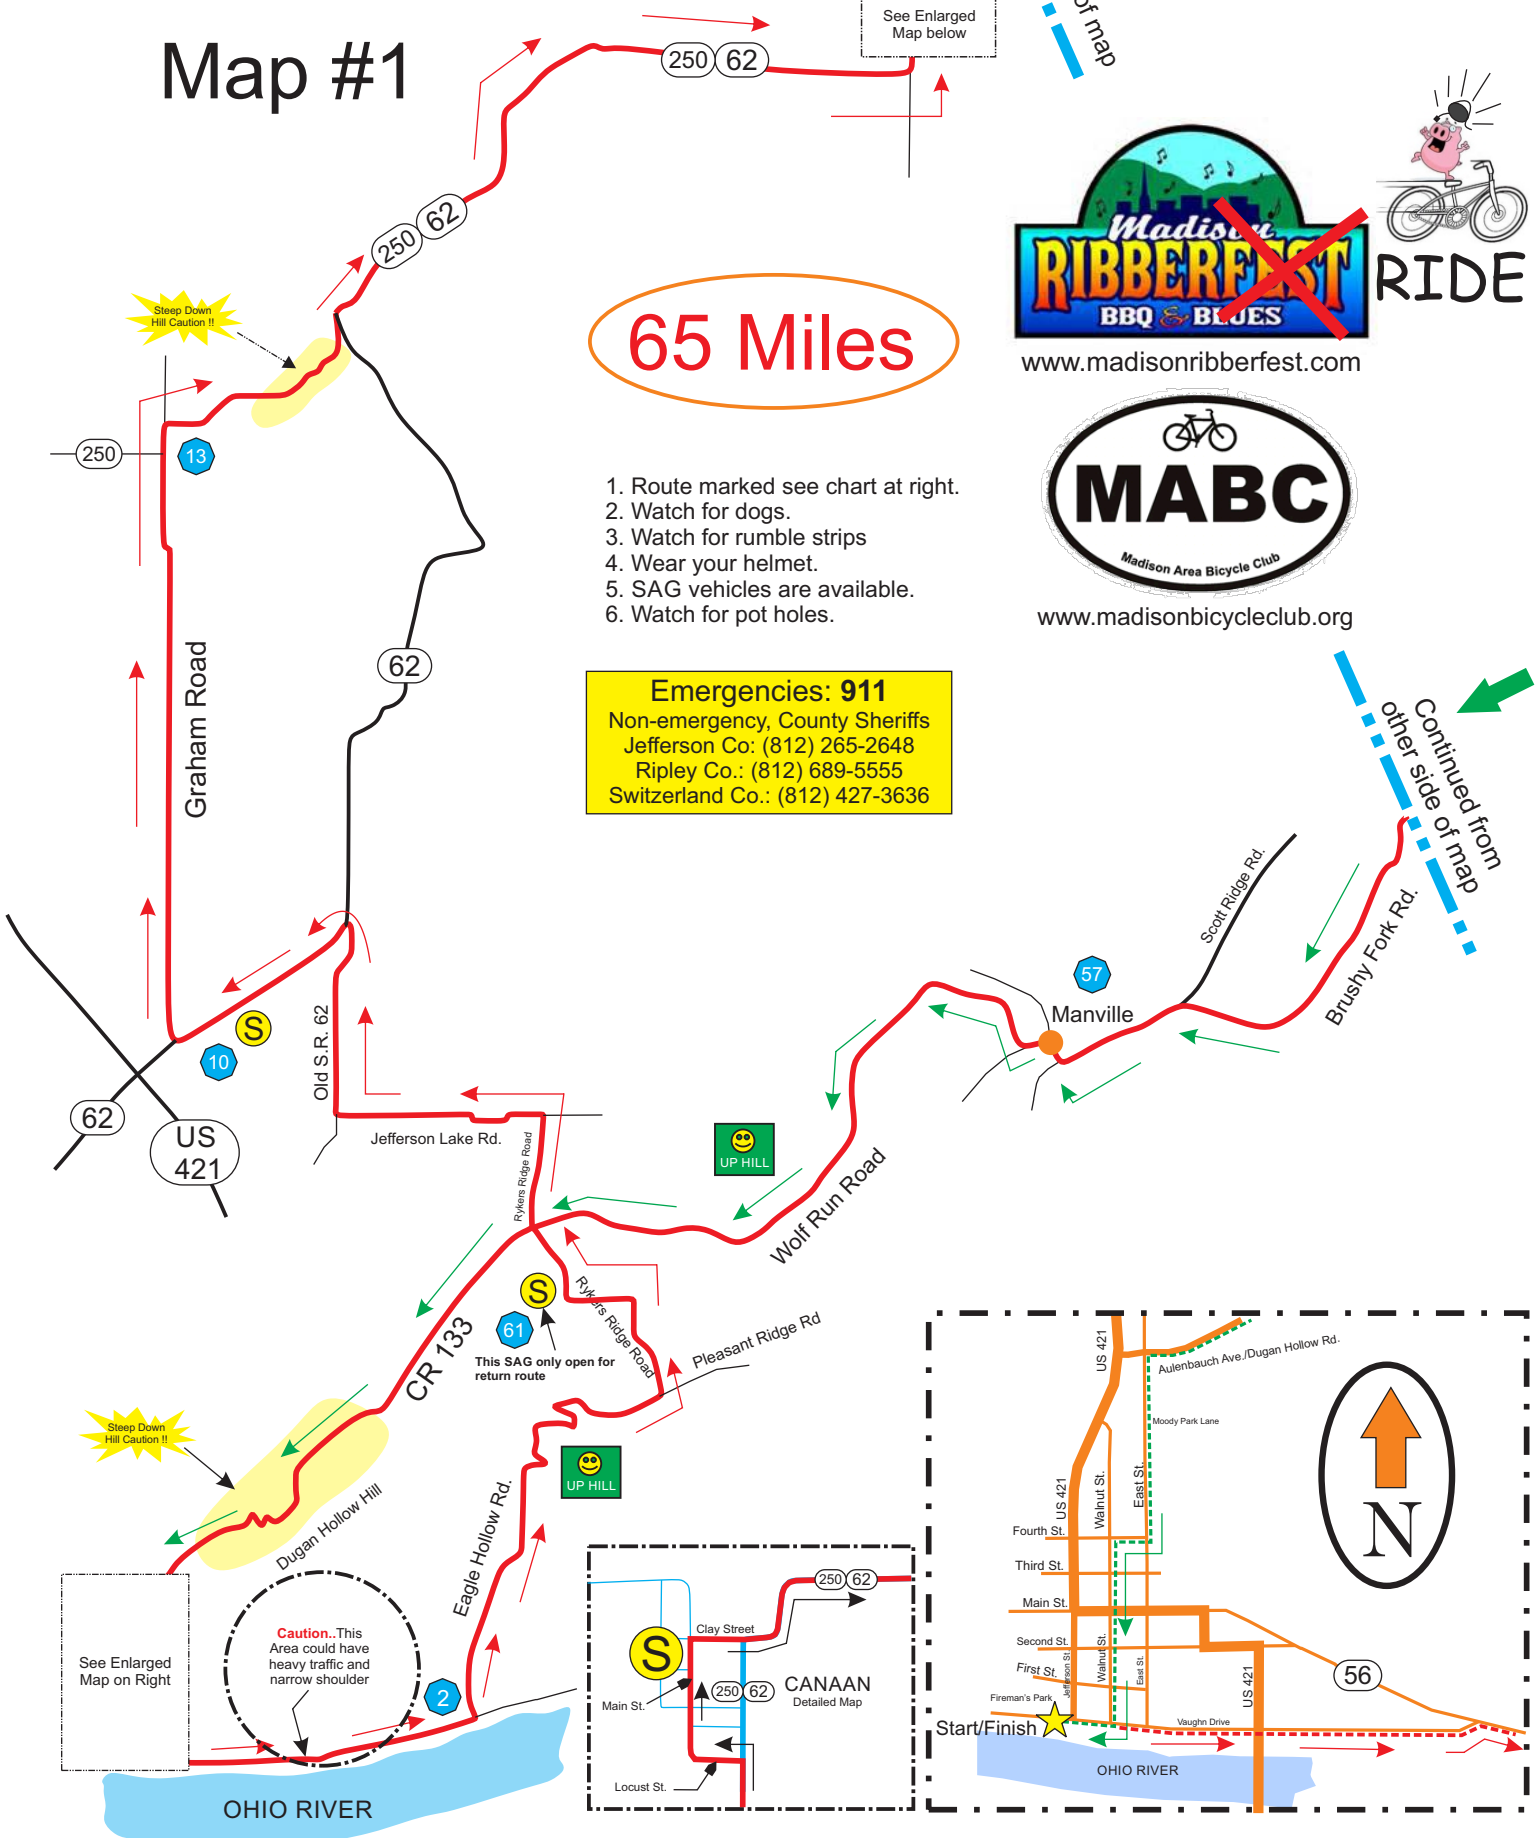 Map #1
250
62
See Enlarged
Map below
of map
250
62
Madison
RIBBERFEST
BBQ & BLUES
RIDE
www.madisonribberfest.com
Steep Down
Hill Caution !!
65 Miles
250
13
MABC
Madison Area Bicycle Club
www.madisonbicycleclub.org
1. Route marked see chart at right.
2. Watch for dogs.
3. Watch for rumble strips
4. Wear your helmet.
5. SAG vehicles are available.
6. Watch for pot holes.
62
Graham Road
Emergencies: 911
Non-emergency, County Sheriffs
Jefferson Co: (812) 265-2648
Ripley Co.: (812) 689-5555
Switzerland Co.: (812) 427-3636
Continued from
other side of map
Scott Ridge Rd.
Brushy Fork Rd.
57
Manville
S
10
Old S.R. 62
62
US
421
Jefferson Lake Rd.
Rykers Ridge Road
UP HILL
Wolf Run Road
S
61
Rykers Ridge Road
This SAG only open for
return route
Pleasant Ridge Rd
CR 133
Steep Down
Hill Caution !!
UP HILL
Dugan Hollow Hill
Eagle Hollow Rd.
See Enlarged
Map on Right
Caution..This
Area could have
heavy traffic and
narrow shoulder
2
OHIO RIVER
250
62
Clay Street
S
250
62
CANAAN
Detailed Map
Main St.
Locust St.
US 421
Aulenbauch Ave./Dugan Hollow Rd.
Moody Park Lane
US 421
Walnut St.
East St.
N
Fourth St.
Third St.
Main St.
Second St.
First St.
Jefferson St.
Walnut St.
East St.
US 421
56
Fireman's Park
Start/Finish
Vaughn Drive
OHIO RIVER